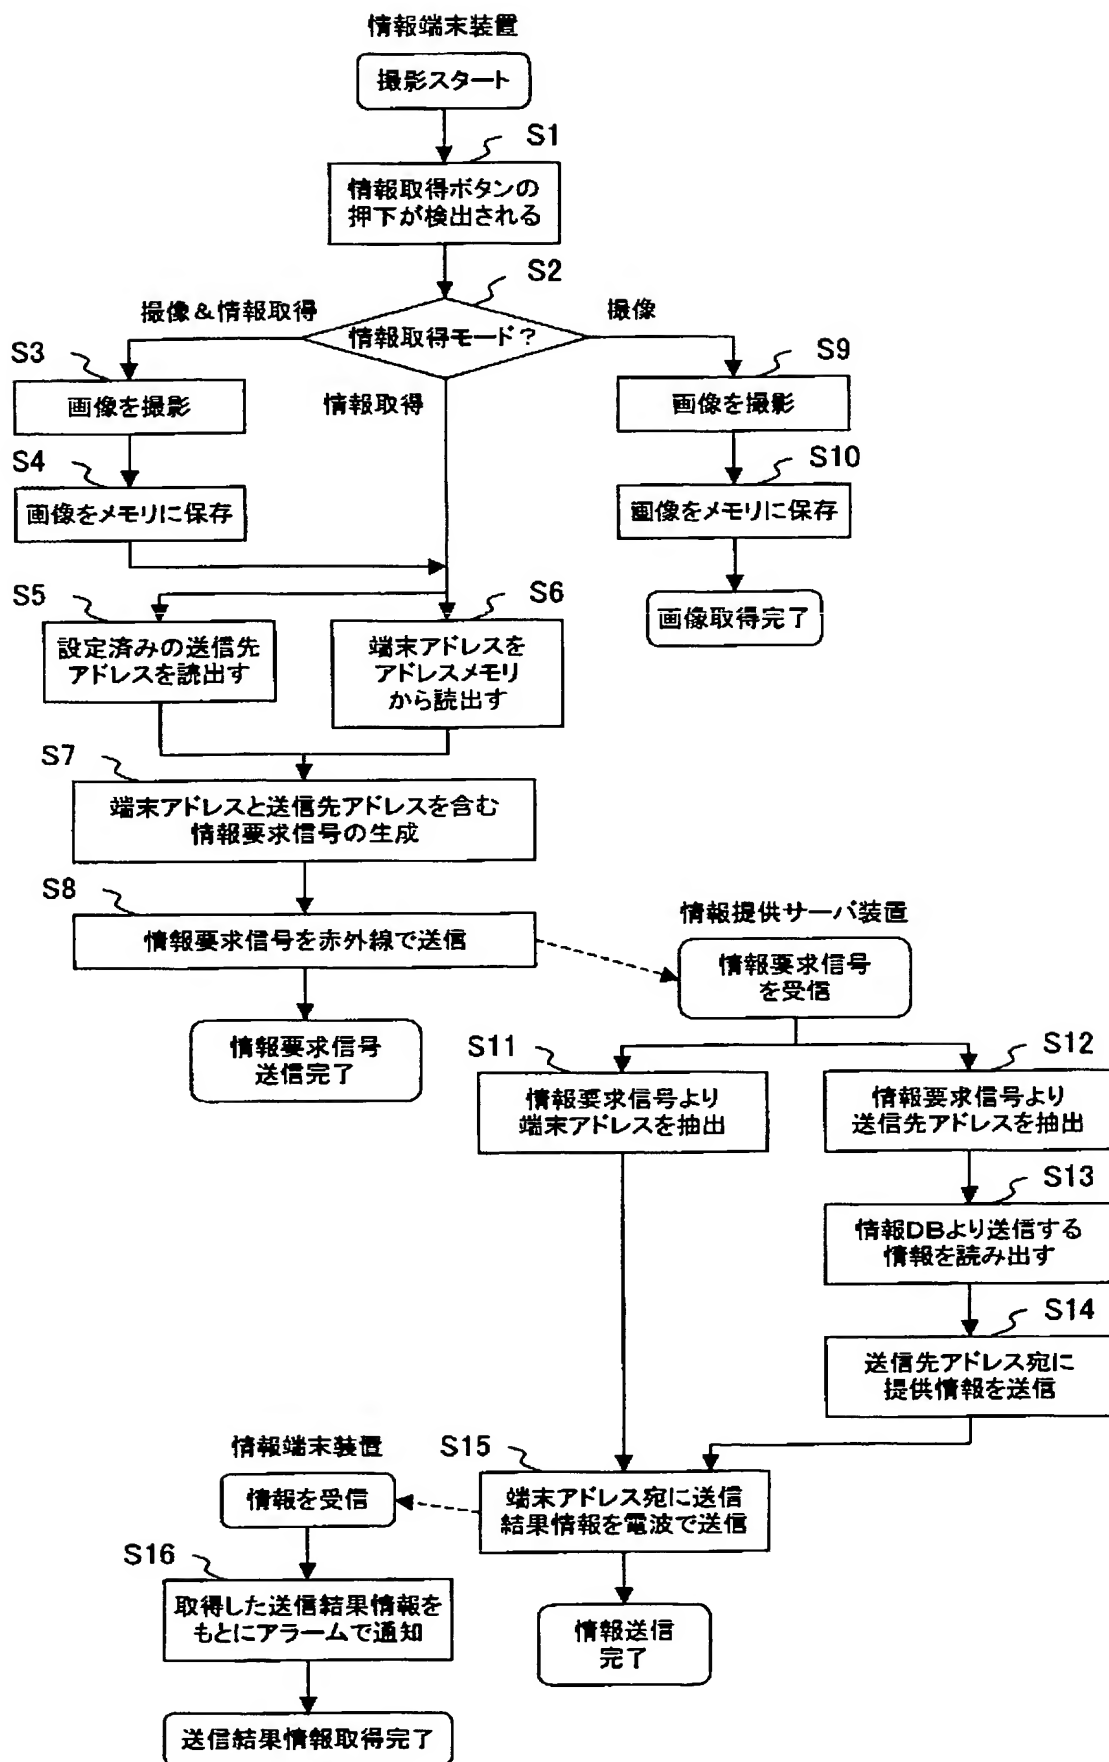 情報端末装置
撮影スタート
S1
情報取得ボタンの
押下が検出される
S2
撮像&情報取得
情報取得モード?
撮像
S3
画像を撮影
情報取得
S9
画像を撮影
S4
画像をメモリに保存
S10
画像をメモリに保存
画像取得完了
S5
設定済みの送信先
アドレスを読出す
S6
端末アドレスを
アドレスメモリ
から読出す
S7
端末アドレスと送信先アドレスを含む
情報要求信号の生成
S8
情報要求信号を赤外線で送信
情報要求信号
送信完了
情報提供サーバ装置
情報要求信号
を受信
S11
情報要求信号より
端末アドレスを抽出
S12
情報要求信号より
送信先アドレスを抽出
S13
情報DBより送信する
情報を読み出す
S14
送信先アドレス宛に
提供情報を送信
S15
端末アドレス宛に送信
結果情報を電波で送信
情報送信
完了
情報端末装置
情報を受信
S16
取得した送信結果情報を
もとにアラームで通知
送信結果情報取得完了